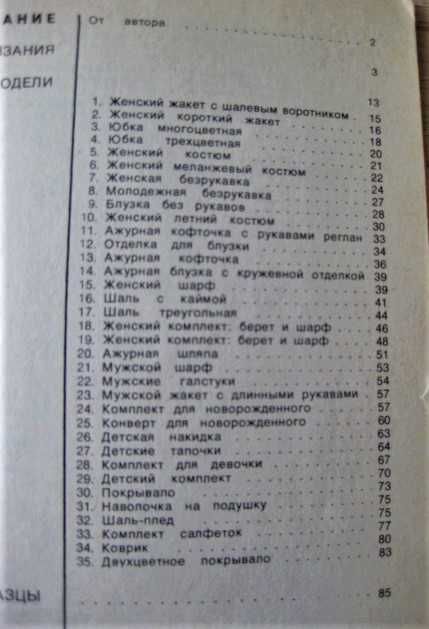 АНИЕ
От автора 2
ЯЗАНИЯ 3
ОДЕЛИ
1. Женский жакет с шалевым воротником . 13
2. Женский короткий жакет . . . . . . . 15
3. Юбка многоцветная . . . . . . . 16
4. Юбка трехцветная . . . . . . . 18
5. Женский костюм . . . . . . . 20
6. Женский меланжевый костюм . . . . . . . 21
7. Женская безрукавка . . . . . . . 22
8. Молодежная безрукавка . . . . . . . 24
9. Блузка без рукавов . . . . . . . 27
10. Женский летний костюм . . . . . . . 28
11. Ажурная кофточка с рукавами реглан 30
12. Отделка для блузки . . . . . . . 33
13. Ажурная кофточка . . . . . . . 34
14. Ажурная блузка с кружевной отделкой 36
15. Женский шарф . . . . . . . 39
16. Шаль с каймой . . . . . . . 39
17. Шаль треугольная . . . . . . . 41
18. Женский комплект: берет и шарф . . 44
19. Женский комплект: берет и шарф . . 46
20. Ажурная шляпа . . . . . . . 48
21. Мужской шарф . . . . . . . 51
22. Мужские галстуки . . . . . . . 53
23. Мужской жакет с длинными рукавами . 54
24. Комплект для новорожденного . . . . 57
25. Конверт для новорожденного . . . . 57
26. Детская накидка . . . . . . . 60
27. Детские тапочки . . . . . . . 63
28. Комплект для девочки . . . . . . . 64
29. Детский комплект . . . . . . . 67
30. Покрывало . . . . . . . 70
31. Наволочка на подушку . . . . . . . 73
32. Шаль-плед . . . . . . . 75
33. Комплект салфеток . . . . . . . 75
34. Коврик . . . . . . . 77
35. Двухцветное покрывало . . . . . . . 80
83
АЗЦЫ . . . . . . . 85